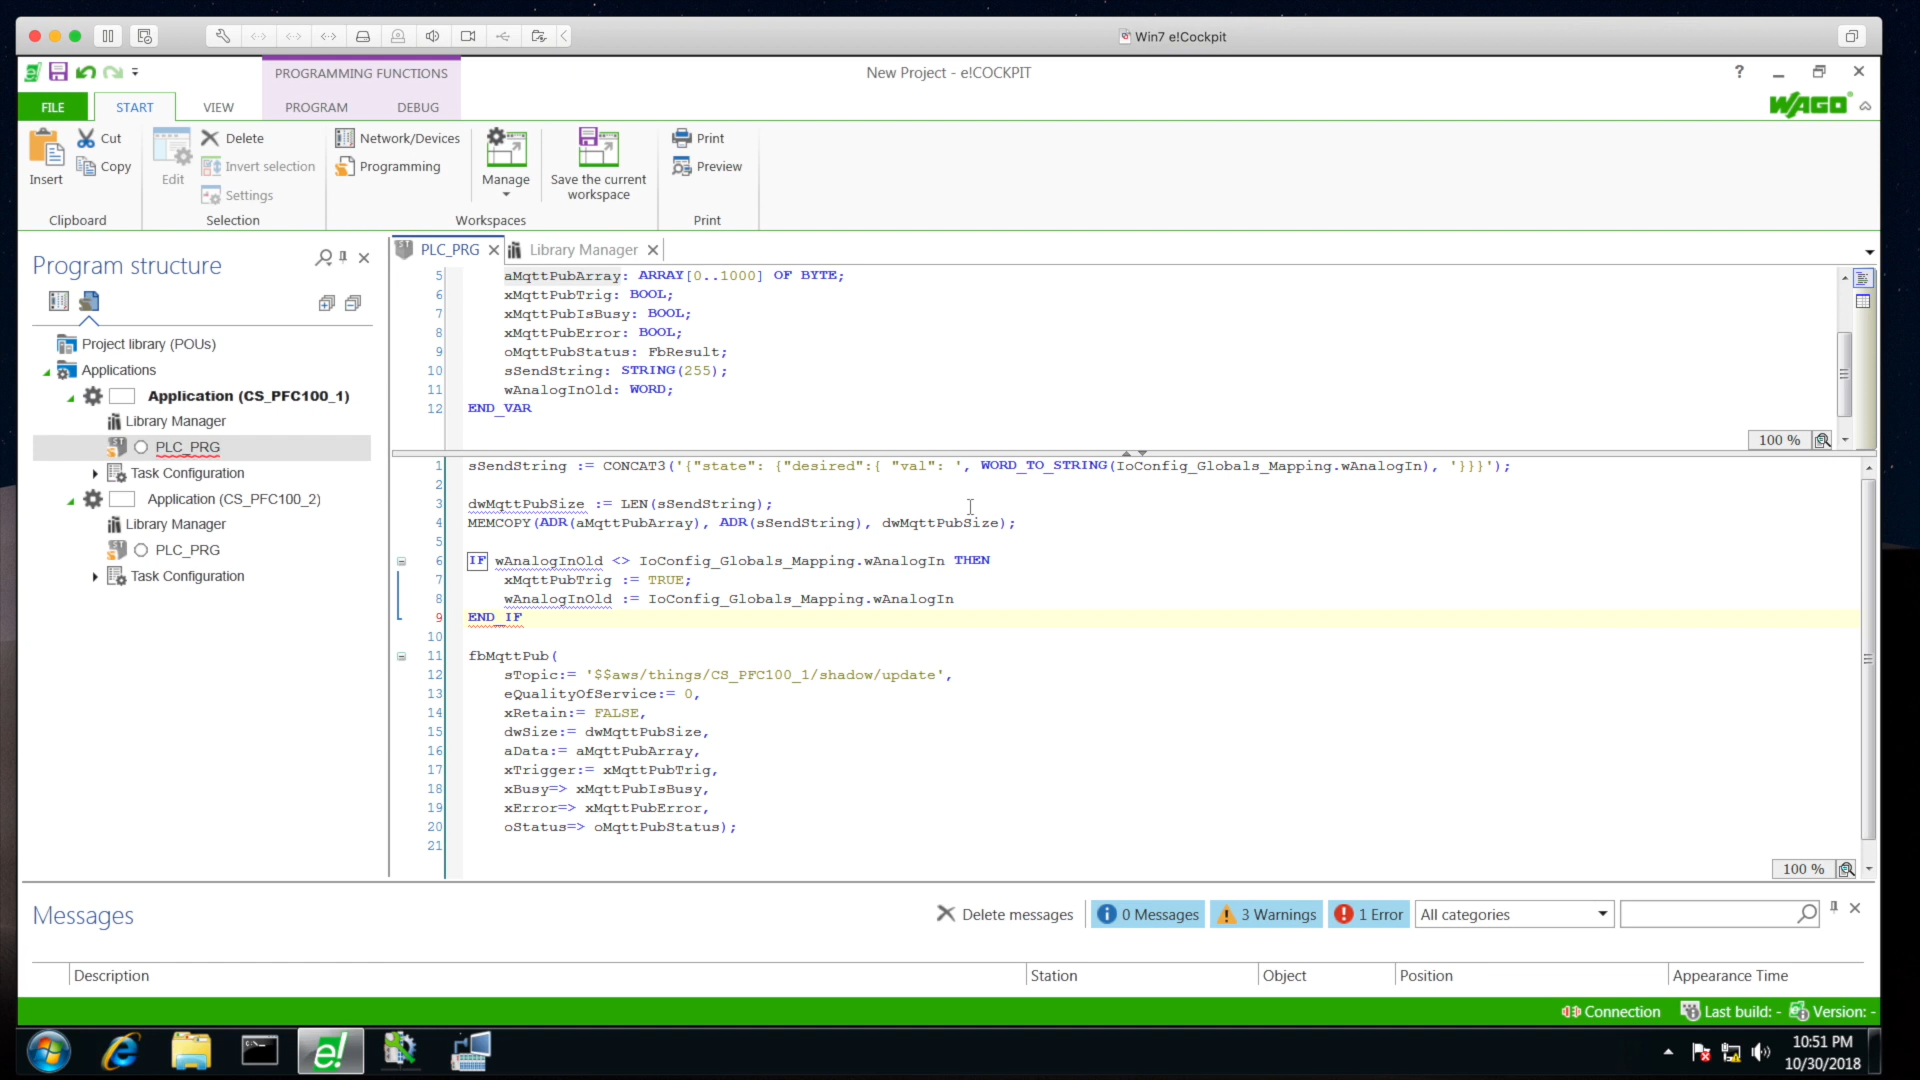 Win7 e!Cockpit
PROGRAMMING FUNCTIONS
New Project - e!COCKPIT
?
FILE
START
VIEW
PROGRAM
DEBUG
WAGO
Insert
Cut
Copy
Clipboard
Edit
Delete
Invert selection
Settings
Selection
Network/Devices
Programming
Manage
Save the current
workspace
Workspaces
Print
Preview
Print
Program structure
Project library (POUs)
Applications
Application (CS_PFC100_1)
Library Manager
PLC_PRG
Task Configuration
Application (CS_PFC100_2)
Library Manager
PLC_PRG
Task Configuration
PLC_PRG
Library Manager
5 aMqttPubArray: ARRAY[0..1000] OF BYTE;
6 xMqttPubTrig: BOOL;
7 xMqttPubIsBusy: BOOL;
8 xMqttPubError: BOOL;
9 oMqttPubStatus: FbResult;
10 sSendString: STRING(255);
11 wAnalogInOld: WORD;
12 END_VAR
100 %
1 sSendString := CONCAT3('{"state": {"desired":{ "val": ', WORD_TO_STRING(IoConfig_Globals_Mapping.wAnalogIn), '}}}');
2
3 dwMqttPubSize := LEN(sSendString);
4 MEMCOPY(ADR(aMqttPubArray), ADR(sSendString), dwMqttPubSize);
5
6 IF wAnalogInOld <> IoConfig_Globals_Mapping.wAnalogIn THEN
7 xMqttPubTrig := TRUE;
8 wAnalogInOld := IoConfig_Globals_Mapping.wAnalogIn
9 END_IF
10
11 fbMqttPub(
12 sTopic:= '$$aws/things/CS_PFC100_1/shadow/update',
13 eQualityOfService:= 0,
14 xRetain:= FALSE,
15 dwSize:= dwMqttPubSize,
16 aData:= aMqttPubArray,
17 xTrigger:= xMqttPubTrig,
18 xBusy=> xMqttPubIsBusy,
19 xError=> xMqttPubError,
20 oStatus=> oMqttPubStatus);
21
100 %
Messages
Delete messages
0 Messages
3 Warnings
1 Error
All categories
Description
Station
Object
Position
Appearance Time
Connection
Last build: -
Version: -
10:51 PM
10/30/2018